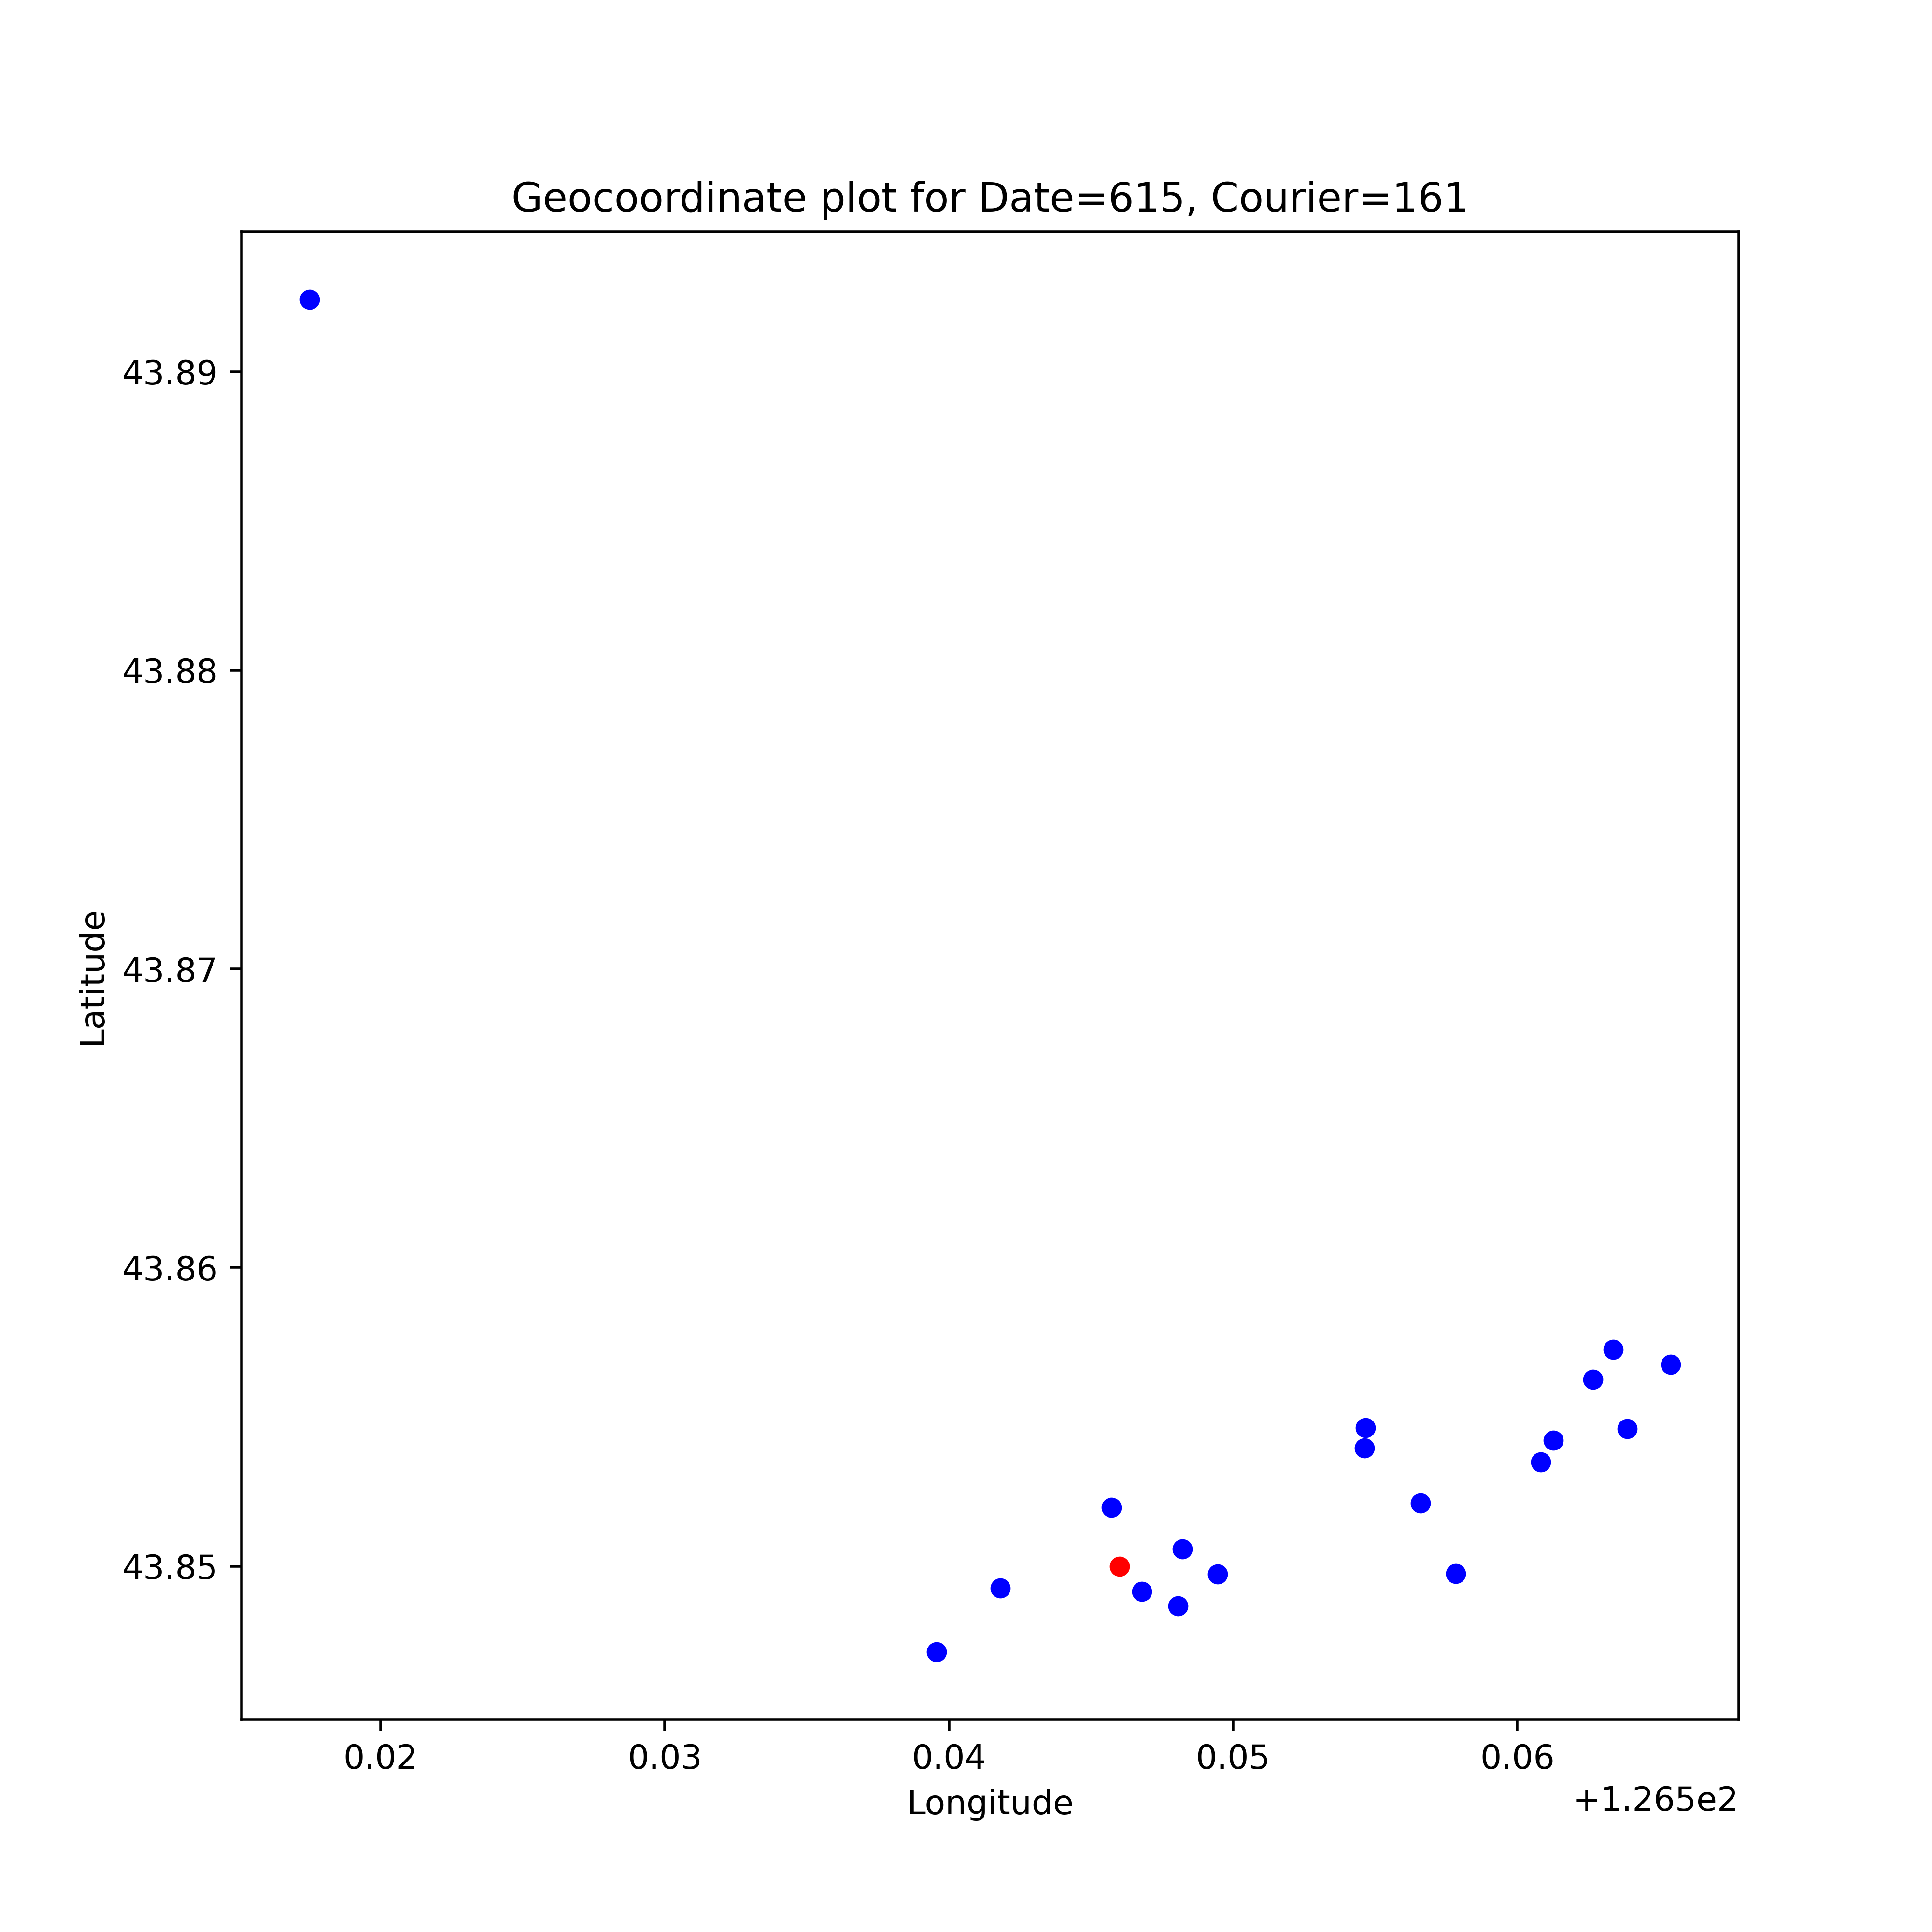 Geocoordinate plot for Date=615, Courier=161
43.89
43.88
43.87
43.86
43.85
Latitude
0.02 0.03 0.04 0.05 0.06
Longitude
+1.265e2